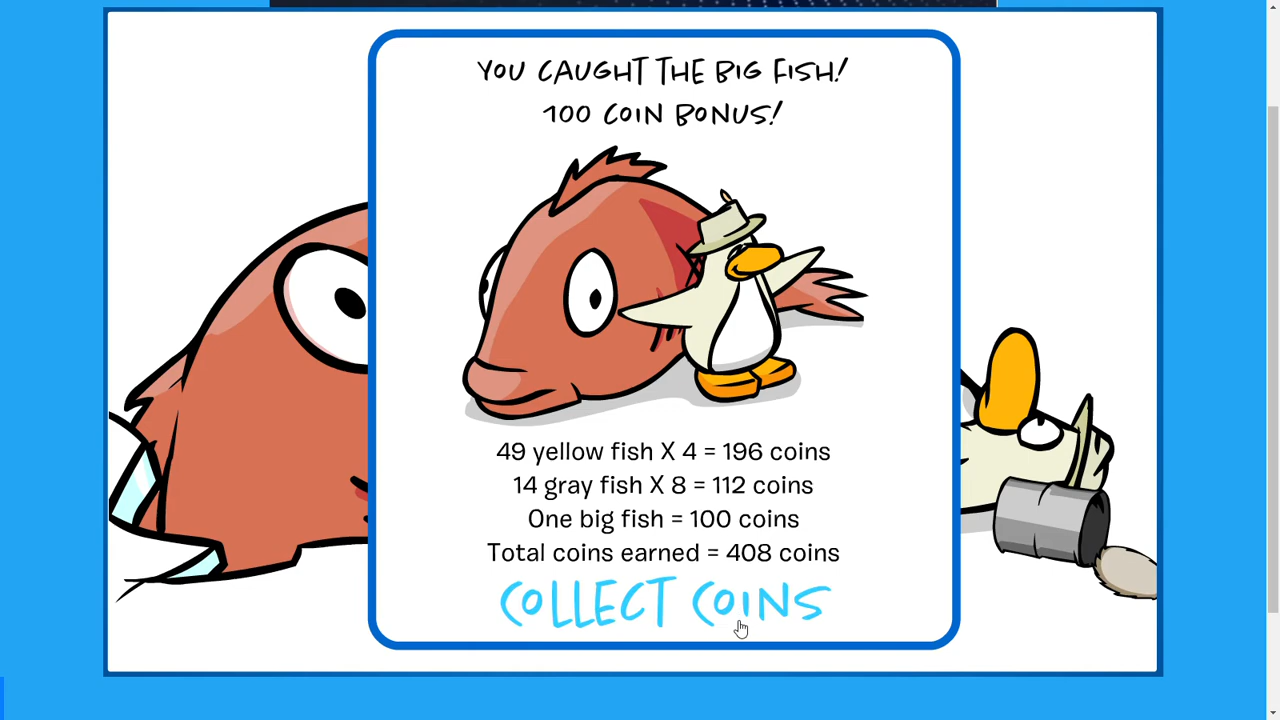 YOU CAUGHT THE BIG FISH!
100 COIN BONUS!
49 yellow fish X 4 = 196 coins
14 gray fish X 8 = 112 coins
One big fish = 100 coins
Total coins earned = 408 coins
COLLECT COINS